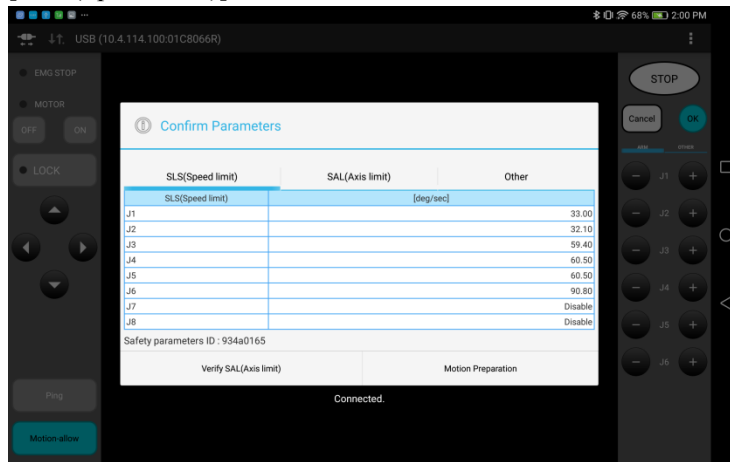 68% 2:00 PM
USB (10.4.114.100:01C8066R)
EMG STOP
MOTOR
OFF ON
LOCK
Ping
Motion-allow
Confirm Parameters
SLS(Speed limit) SAL(Axis limit) Other
SLS(Speed limit) [deg/sec]
J1 33.00
J2 32.10
J3 59.40
J4 60.50
J5 60.50
J6 90.80
J7 Disable
J8 Disable
Safety parameters ID : 934a0165
Verify SAL(Axis limit) Motion Preparation
Connected.
STOP
Cancel OK
ARM OTHER
− J1 +
− J2 +
− J3 +
− J4 +
− J5 +
− J6 +